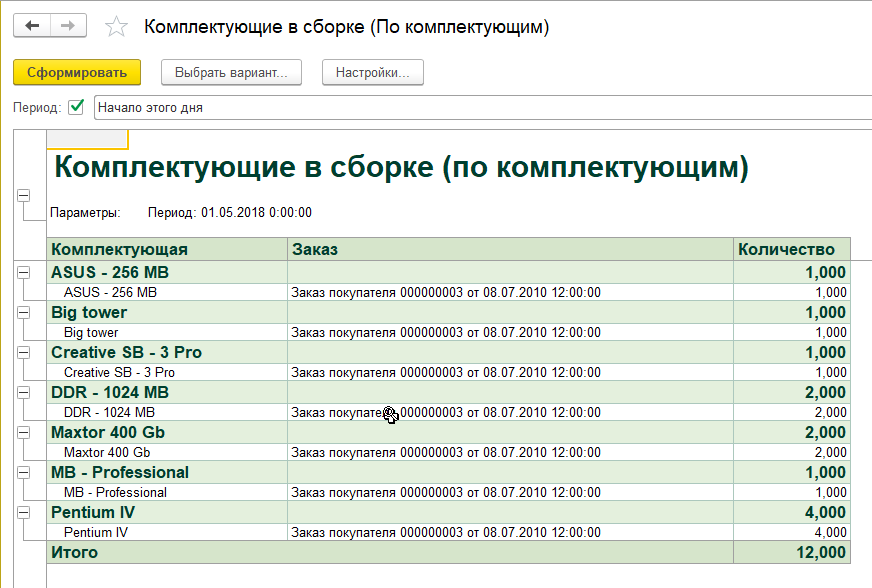 Комплектующие в сборке (По комплектующим)
Сформировать Выбрать вариант... Настройки...
Период: Начало этого дня
Комплектующие в сборке (по комплектующим)
Параметры: Период: 01.05.2018 0:00:00
Комплектующая Заказ Количество
ASUS - 256 MB 1,000
ASUS - 256 MB Заказ покупателя 000000003 от 08.07.2010 12:00:00 1,000
Big tower 1,000
Big tower Заказ покупателя 000000003 от 08.07.2010 12:00:00 1,000
Creative SB - 3 Pro 1,000
Creative SB - 3 Pro Заказ покупателя 000000003 от 08.07.2010 12:00:00 1,000
DDR - 1024 MB 2,000
DDR - 1024 MB Заказ покупателя 000000003 от 08.07.2010 12:00:00 2,000
Maxtor 400 Gb 2,000
Maxtor 400 Gb Заказ покупателя 000000003 от 08.07.2010 12:00:00 2,000
MB - Professional 1,000
MB - Professional Заказ покупателя 000000003 от 08.07.2010 12:00:00 1,000
Pentium IV 4,000
Pentium IV Заказ покупателя 000000003 от 08.07.2010 12:00:00 4,000
Итого 12,000